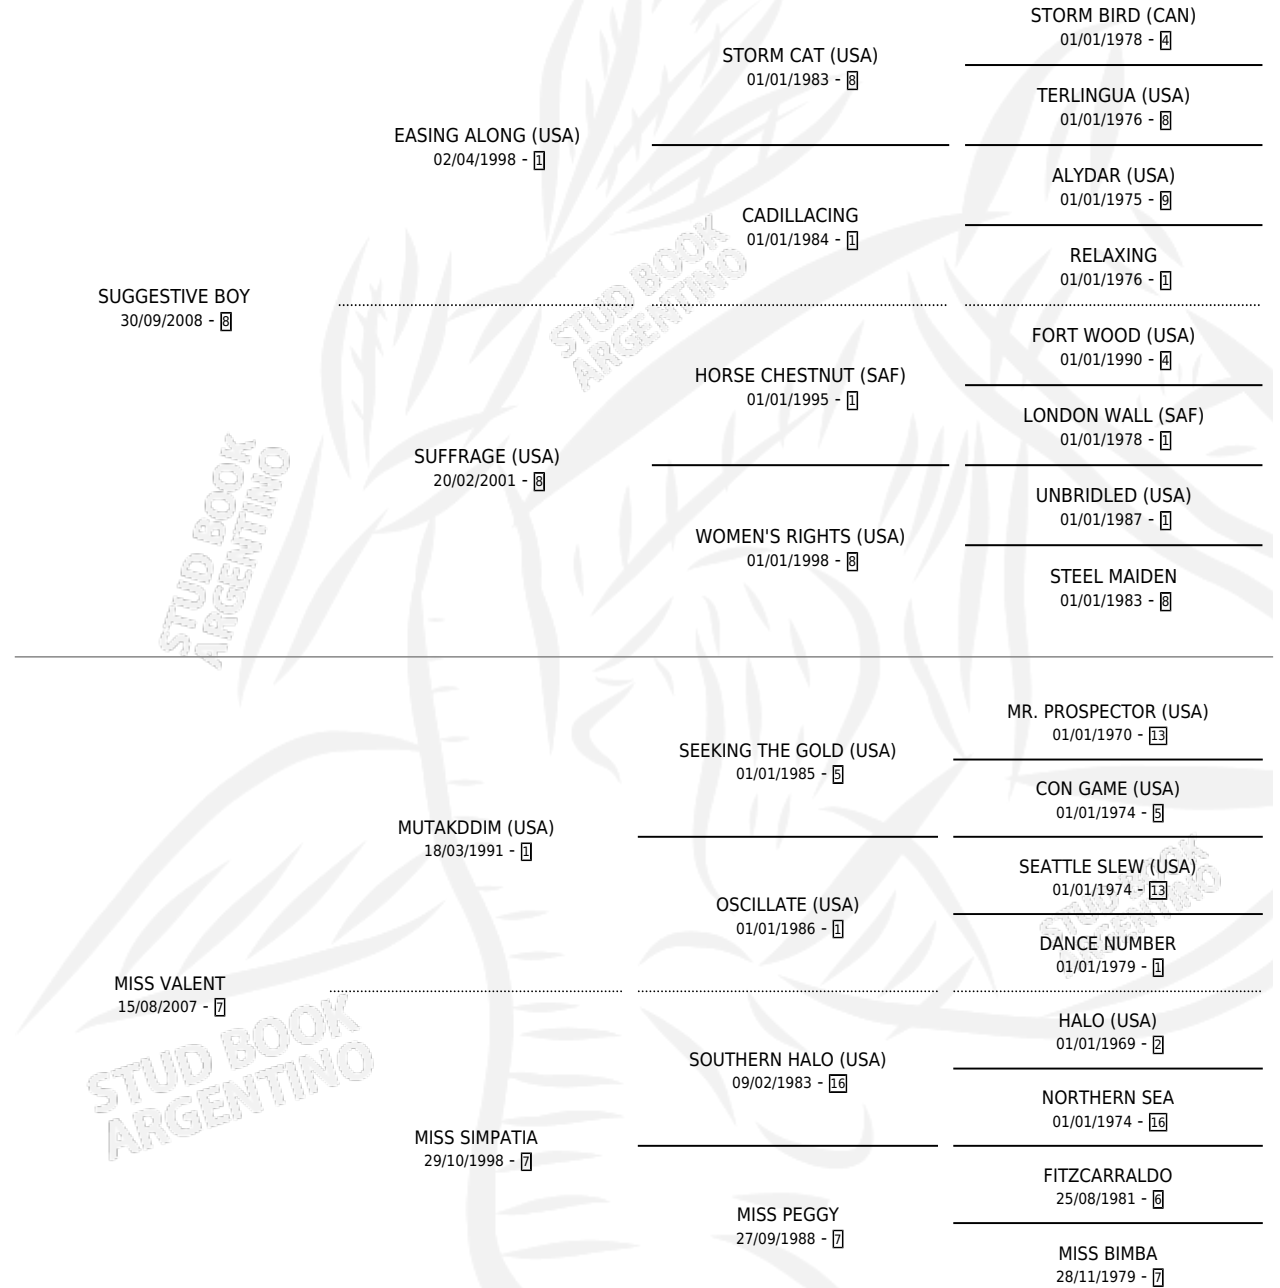 STORM BIRD (CAN)
01/01/1978 - 4
STORM CAT (USA)
01/01/1983 - 8
TERLINGUA (USA)
01/01/1976 - 8
EASING ALONG (USA)
02/04/1998 - 1
ALYDAR (USA)
01/01/1975 - 9
CADILLACING
01/01/1984 - 1
RELAXING
01/01/1976 - 1
SUGGESTIVE BOY
30/09/2008 - 8
FORT WOOD (USA)
01/01/1990 - 4
HORSE CHESTNUT (SAF)
01/01/1995 - 1
LONDON WALL (SAF)
01/01/1978 - 1
SUFFRAGE (USA)
20/02/2001 - 8
UNBRIDLED (USA)
01/01/1987 - 1
WOMEN'S RIGHTS (USA)
01/01/1998 - 8
STEEL MAIDEN
01/01/1983 - 8
MR. PROSPECTOR (USA)
01/01/1970 - 13
SEEKING THE GOLD (USA)
01/01/1985 - 5
CON GAME (USA)
01/01/1974 - 5
MUTAKDDIM (USA)
18/03/1991 - 1
SEATTLE SLEW (USA)
01/01/1974 - 13
OSCILLATE (USA)
01/01/1986 - 1
DANCE NUMBER
01/01/1979 - 1
MISS VALENT
15/08/2007 - 7
HALO (USA)
01/01/1969 - 2
SOUTHERN HALO (USA)
09/02/1983 - 16
NORTHERN SEA
01/01/1974 - 16
MISS SIMPATIA
29/10/1998 - 7
FITZCARRALDO
25/08/1981 - 6
MISS PEGGY
27/09/1988 - 7
MISS BIMBA
28/11/1979 - 7
STUD BOOK
ARGENTINO
STUD BOOK
ARGENTINO
STUD BOOK
ARGENTINO
STUD BOOK
ARGENTINO